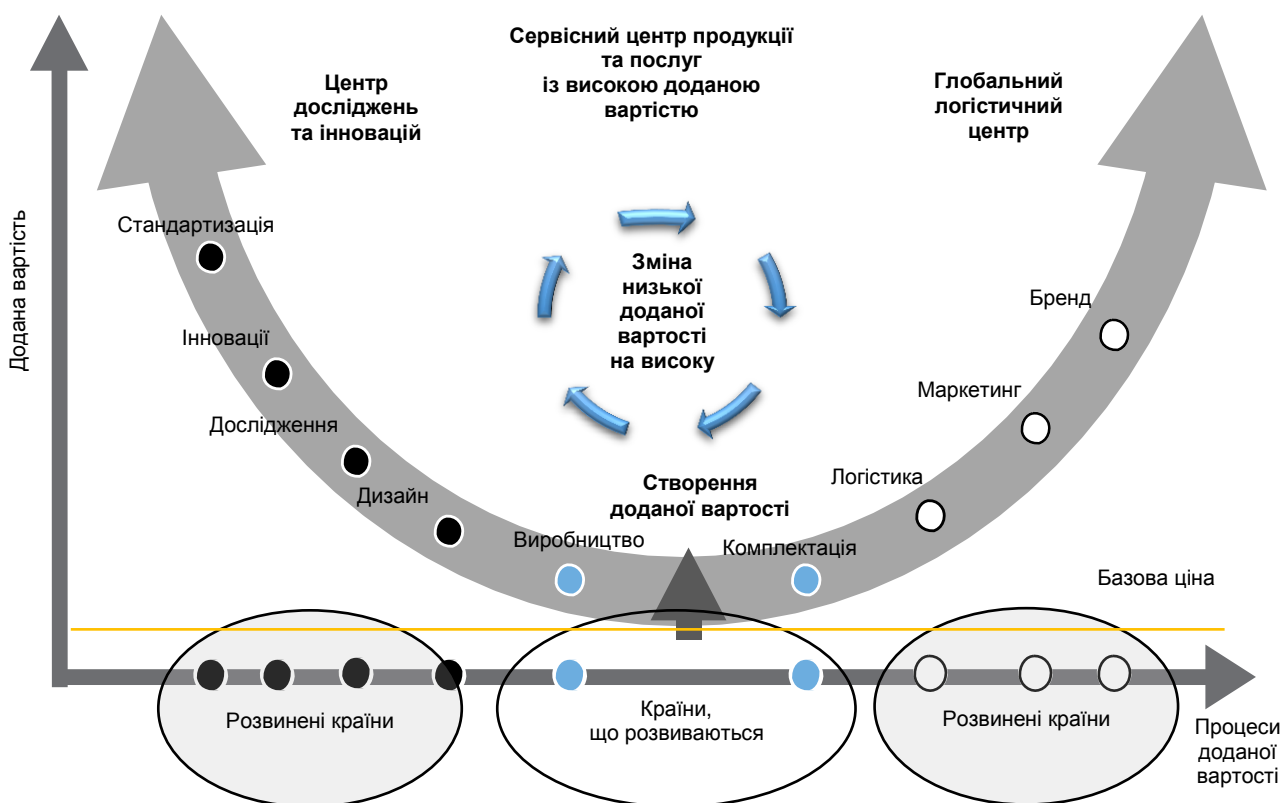 Сервісний центр продукції
та послуг
із високою доданою
вартістю
Центр
досліджень
та інновацій
Глобальний
логістичний
центр
Додана вартість
Стандартизація
Інновації
Дослідження
Дизайн
Виробництво
Зміна
низької
доданої
вартості
на високу
Створення
доданої вартості
Бренд
Маркетинг
Логістика
Комплектація
Базова ціна
Розвинені країни
Країни,
що розвиваються
Розвинені країни
Процеси
доданої
вартості